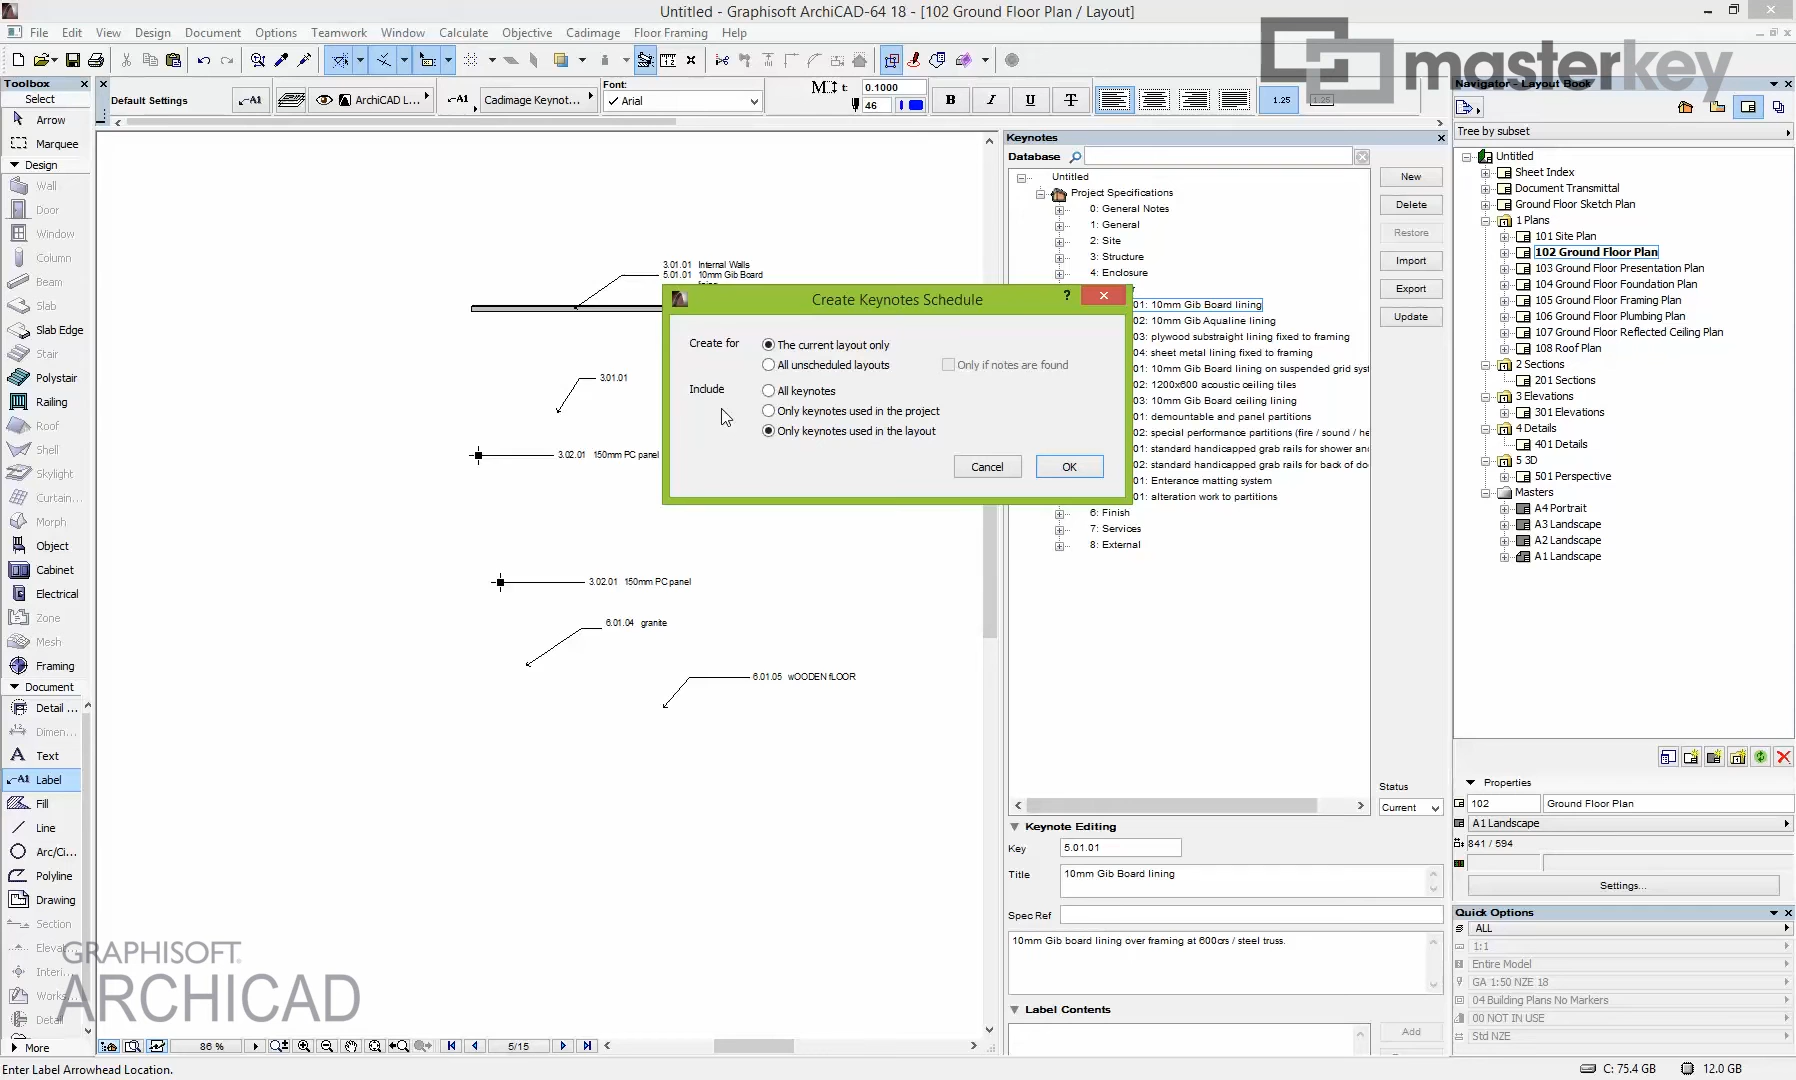 Untitled - Graphisoft ArchiCAD-64 18 - [102 Ground Floor Plan / Layout]
File Edit View Design Document Options Teamwork Window Calculate Objective Cadimage Floor Framing Help
masterkey
Toolbox
Select
Arrow
Marquee
Design
Wall
Door
Window
Column
Beam
Slab
Slab Edge
Stair
Polystair
Railing
Roof
Shell
Skylight
Curtain...
Morph
Object
Cabinet
Electrical
Zone
Mesh
Framing
Document
Detail ...
Dimen...
Text
Label
Fill
Line
Arc/Ci...
Polyline
Drawing
Section
Eleva...
Interi...
Works...
Detail
More
Default Settings
A1
ArchiCAD L...
A1
Cadimage Keynot...
Font:
Arial
M t: 0.1000
46
B I U T
1.25
1.25
3.01.01 Internal Walls
5.01.01 10mm Gib Board
lining
3.01.01
3.02.01 150mm PC panel
3.02.01 150mm PC panel
6.01.04 granite
6.01.05 wOODEN fLOOR
GRAPHISOFT.
ARCHICAD
Create Keynotes Schedule
?
Create for
The current layout only
All unscheduled layouts
Only if notes are found
Include
All keynotes
Only keynotes used in the project
Only keynotes used in the layout
Cancel
OK
Keynotes
Database
Untitled
Project Specifications
0: General Notes
1: General
2: Site
3: Structure
4: Enclosure
01: 10mm Gib Board lining
02: 10mm Gib Aqualine lining
03: plywood substraight lining fixed to framing
04: sheet metal lining fixed to framing
01: 10mm Gib Board lining on suspended grid syst
02: 1200x600 acoustic ceiling tiles
03: 10mm Gib Board ceiling lining
01: demountable and panel partitions
02: special performance partitions (fire / sound / he
01: standard handicapped grab rails for shower and
02: standard handicapped grab rails for back of do
01: Enterance matting system
01: alteration work to partitions
6: Finish
7: Services
8: External
New
Delete
Restore
Import
Export
Update
Status
Current
Keynote Editing
Key 5.01.01
Title 10mm Gib Board lining
Spec Ref
10mm Gib board lining over framing at 600crs / steel truss.
Label Contents
Add
Navigator - Layout Book
Tree by subset
Untitled
Sheet Index
Document Transmittal
Ground Floor Sketch Plan
1 Plans
101 Site Plan
102 Ground Floor Plan
103 Ground Floor Presentation Plan
104 Ground Floor Foundation Plan
105 Ground Floor Framing Plan
106 Ground Floor Plumbing Plan
107 Ground Floor Reflected Ceiling Plan
108 Roof Plan
2 Sections
201 Sections
3 Elevations
301 Elevations
4 Details
401 Details
5 3D
501 Perspective
Masters
A4 Portrait
A3 Landscape
A2 Landscape
A1 Landscape
Properties
102 Ground Floor Plan
A1 Landscape
841 / 594
Settings...
Quick Options
ALL
1:1
Entire Model
GA 1:50 NZE 18
04 Building Plans No Markers
00 NOT IN USE
Std NZE
86 %
5/15
Enter Label Arrowhead Location.
C: 75.4 GB
12.0 GB